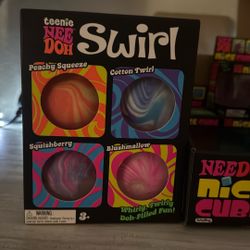 teenie
NEE
DOH
Swirl
Peachy Squeeze
Cotton Twirl
Squishberry
Blushmallow
Whirly, Twirly
Doh-Filled Fun!
WARNING:
3+
NEED
nic
CUB